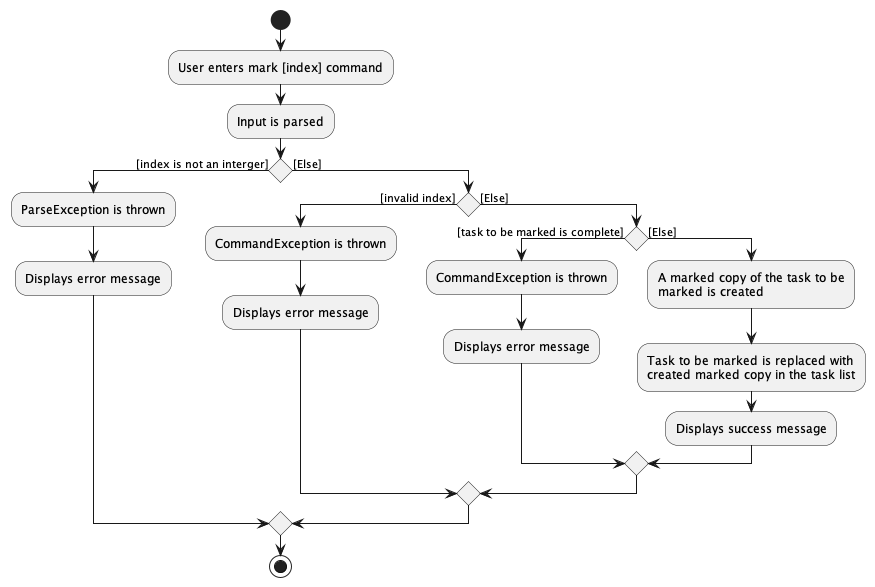 User enters mark [index] command
Input is parsed
[index is not an interger]
[Else]
ParseException is thrown
Displays error message
[invalid index]
[Else]
CommandException is thrown
Displays error message
[task to be marked is complete]
[Else]
CommandException is thrown
Displays error message
A marked copy of the task to be
marked is created
Task to be marked is replaced with
created marked copy in the task list
Displays success message